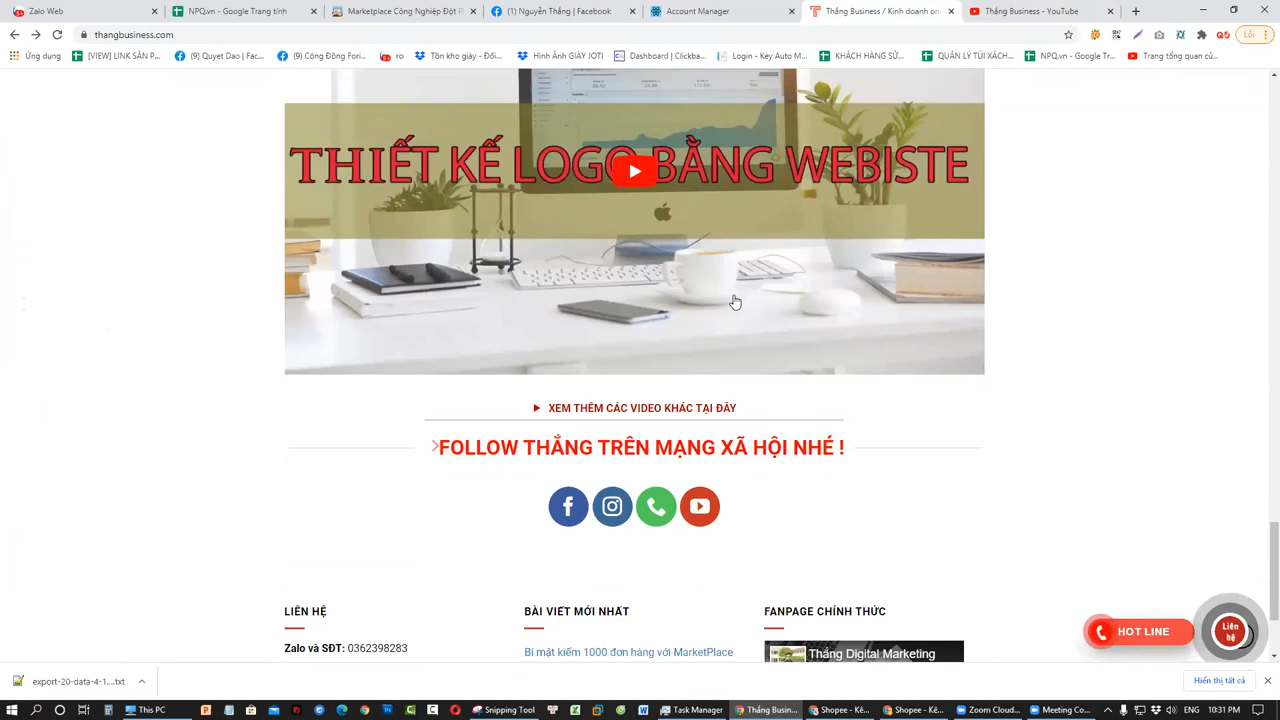 Zalo Web
NPQ.vn - Google Trang tính
Marketplace Công Nghiệp Đột P
(1) Nguyễn Thắng | Facebook
Account Manager
Thắng Business / Kinh doanh on
Thắng Business - YouTube
thangbusiness.com
Lỗi
Ứng dụng
[VIEW] LINK SẢN P...
(9) Quyet Dao | Fac...
(9) Cộng Đồng Fori...
ro
Tồn kho giày - Đối...
Hình Ảnh GIÀY JOTI
Dashboard | Clickba...
Login - Key Auto M...
KHÁCH HÀNG SỬ...
QUẢN LÝ TÚI XÁCH...
NPQ.vn - Google Tr...
Trang tổng quan củ...
THIẾT KẾ LOGO BẰNG WEBISTE
XEM THÊM CÁC VIDEO KHÁC TẠI ĐÂY
FOLLOW THẮNG TRÊN MẠNG XÃ HỘI NHÉ !
LIÊN HỆ
BÀI VIẾT MỚI NHẤT
FANPAGE CHÍNH THỨC
Zalo và SĐT: 0362398283
Bí mật kiếm 1000 đơn hàng với MarketPlace
Thắng Digital Marketing
HOT LINE
Liên
hệ
export-20-data-4-1....txt
Hiển thị tất cả
This PC
Snipping Tool
Task Manager
Thắng Busin...
Shopee - Kê...
Shopee - Kê...
Zoom Cloud...
Meeting Co...
ENG
10:31 PM